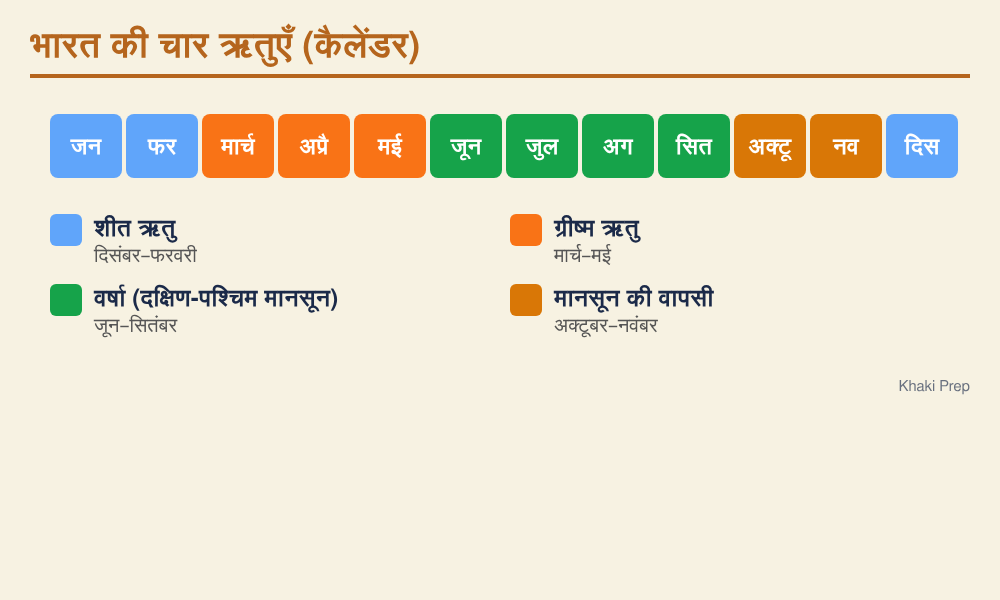 भारत की चार ऋतुएँ (कैलेंडर)
जन फर मार्च अप्रै मई जून जुल अग सित अक्टू नव दिस
शीत ऋतु
दिसंबर–फरवरी
ग्रीष्म ऋतु
मार्च–मई
वर्षा (दक्षिण-पश्चिम मानसून)
जून–सितंबर
मानसून की वापसी
अक्टूबर–नवंबर
Khaki Prep